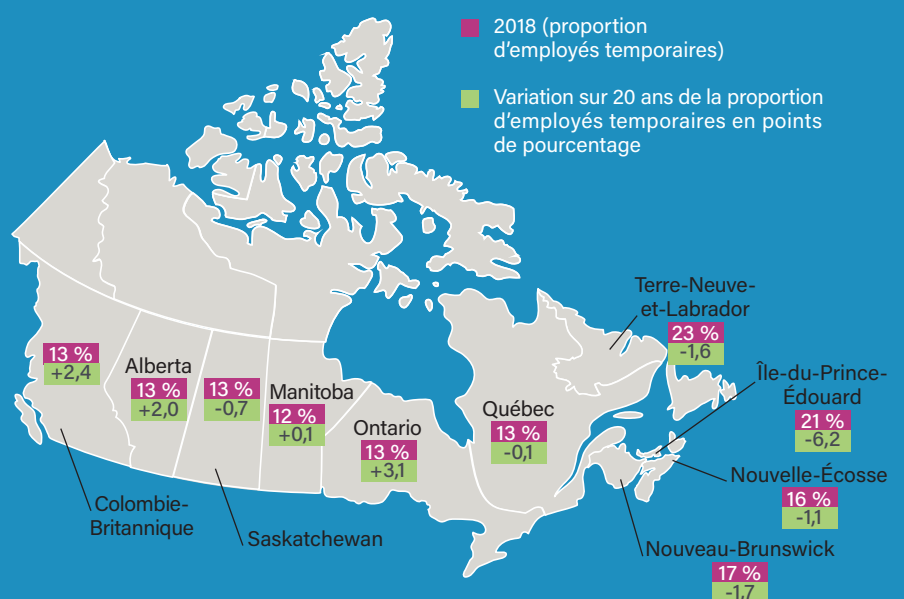 2018 (proportion
d'employés temporaires)
Variation sur 20 ans de la proportion
d'employés temporaires en points
de pourcentage
Terre-Neuve-
et-Labrador
23 %
-1,6
13 %
+2,4
Alberta
13 %
+2,0
13 %
-0,7
Manitoba
12 %
+0,1
Ontario
13 %
+3,1
Québec
13 %
-0,1
Île-du-Prince-
Édouard
21 %
-6,2
Nouvelle-Écosse
16 %
-1,1
Colombie-
Britannique
Saskatchewan
Nouveau-Brunswick
17 %
-1,7